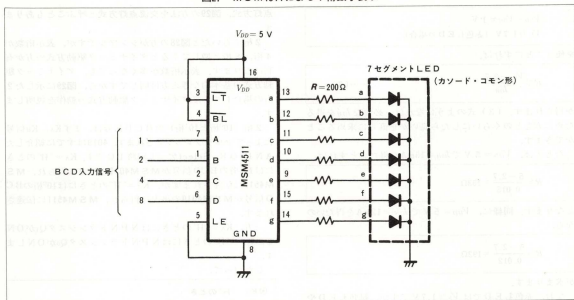 V_DD = 5 V
16
V_DD
3 LT
4 BL
7 A
1 B
2 C
6 D
5 LE
GND
8
MSM4511
BCD入力信号
1
2
4
8
a 13
b 12
c 11
d 10
e 9
f 15
g 14
R=200Ω
a
b
c
d
e
f
g
7セグメントLED
(カソード・コモン形)